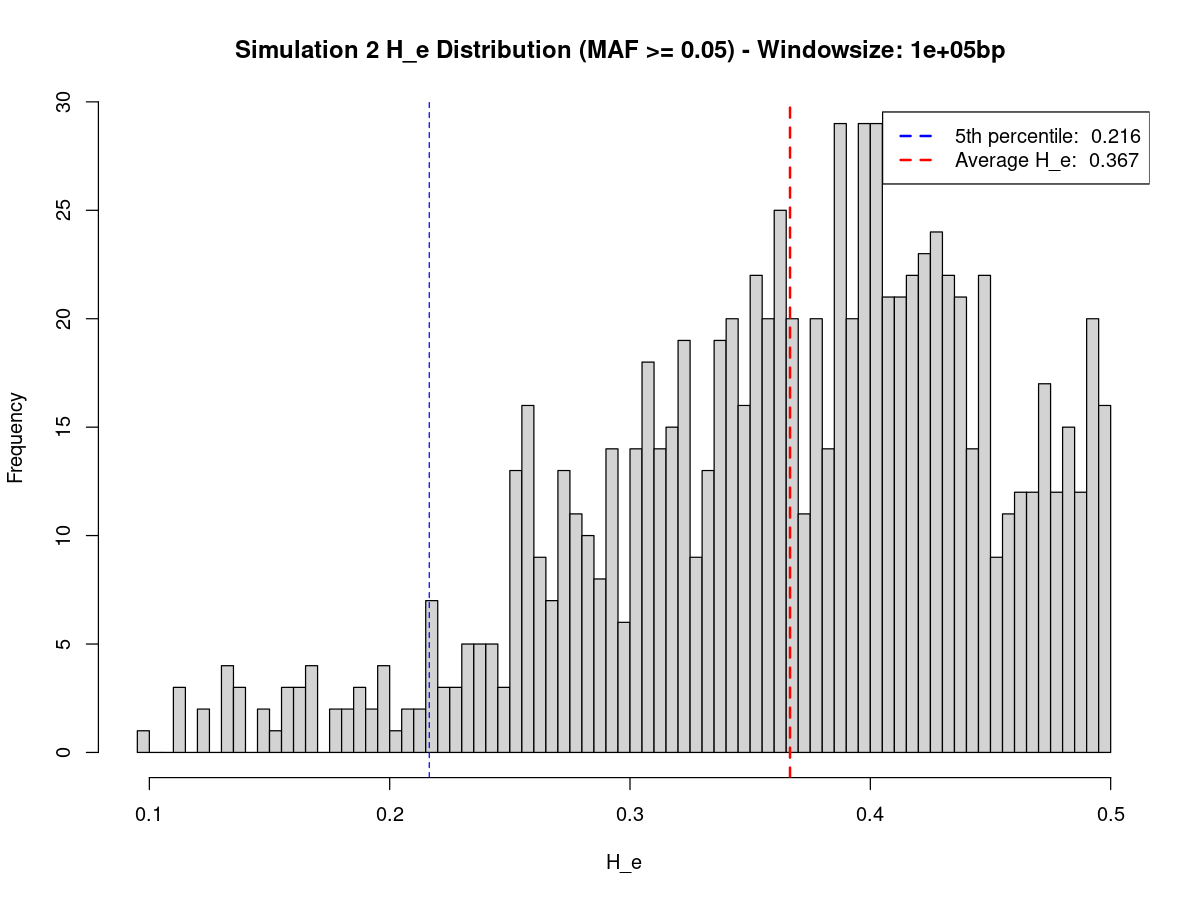 Simulation 2 H_e Distribution (MAF >= 0.05) - Windowsize: 1e+05bp
5th percentile: 0.216
Average H_e: 0.367
Frequency
30
25
20
15
10
5
0
0.1 0.2 0.3 0.4 0.5
H_e